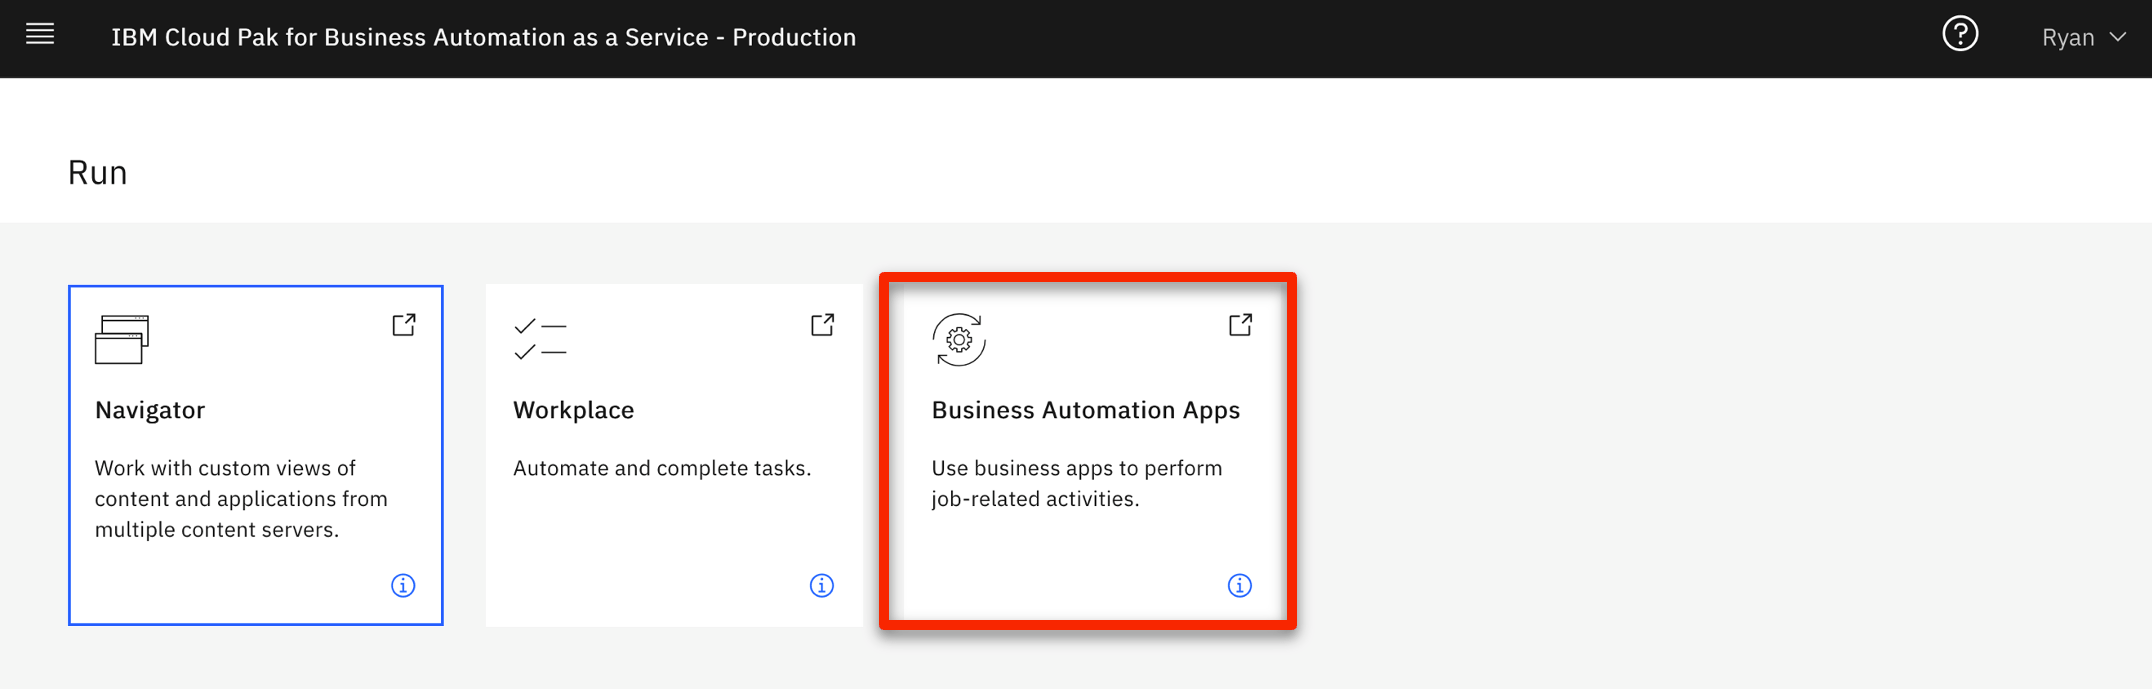 IBM Cloud Pak for Business Automation as a Service - Production
Ryan
Run
Navigator
Work with custom views of
content and applications from
multiple content servers.
Workplace
Automate and complete tasks.
Business Automation Apps
Use business apps to perform
job-related activities.